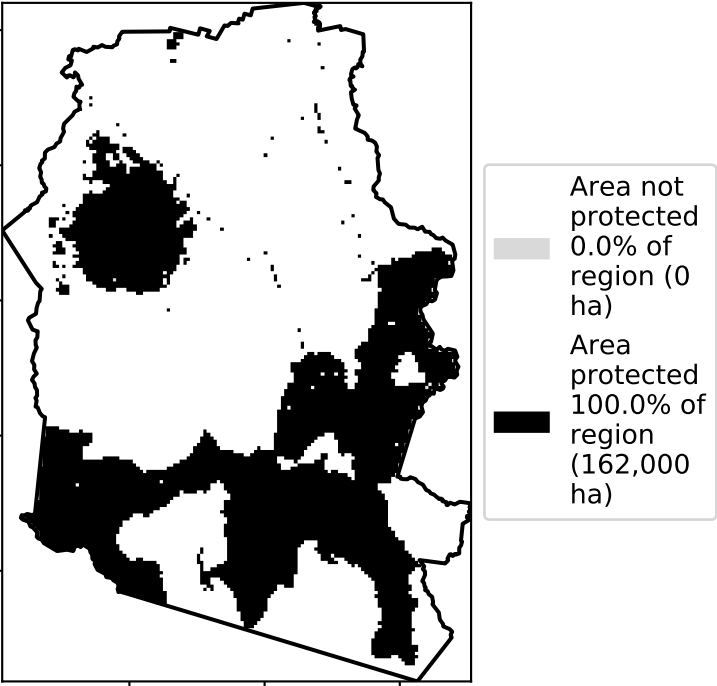 Area not
protected
0.0% of
region (0
ha)
Area
protected
100.0% of
region
(162,000
ha)